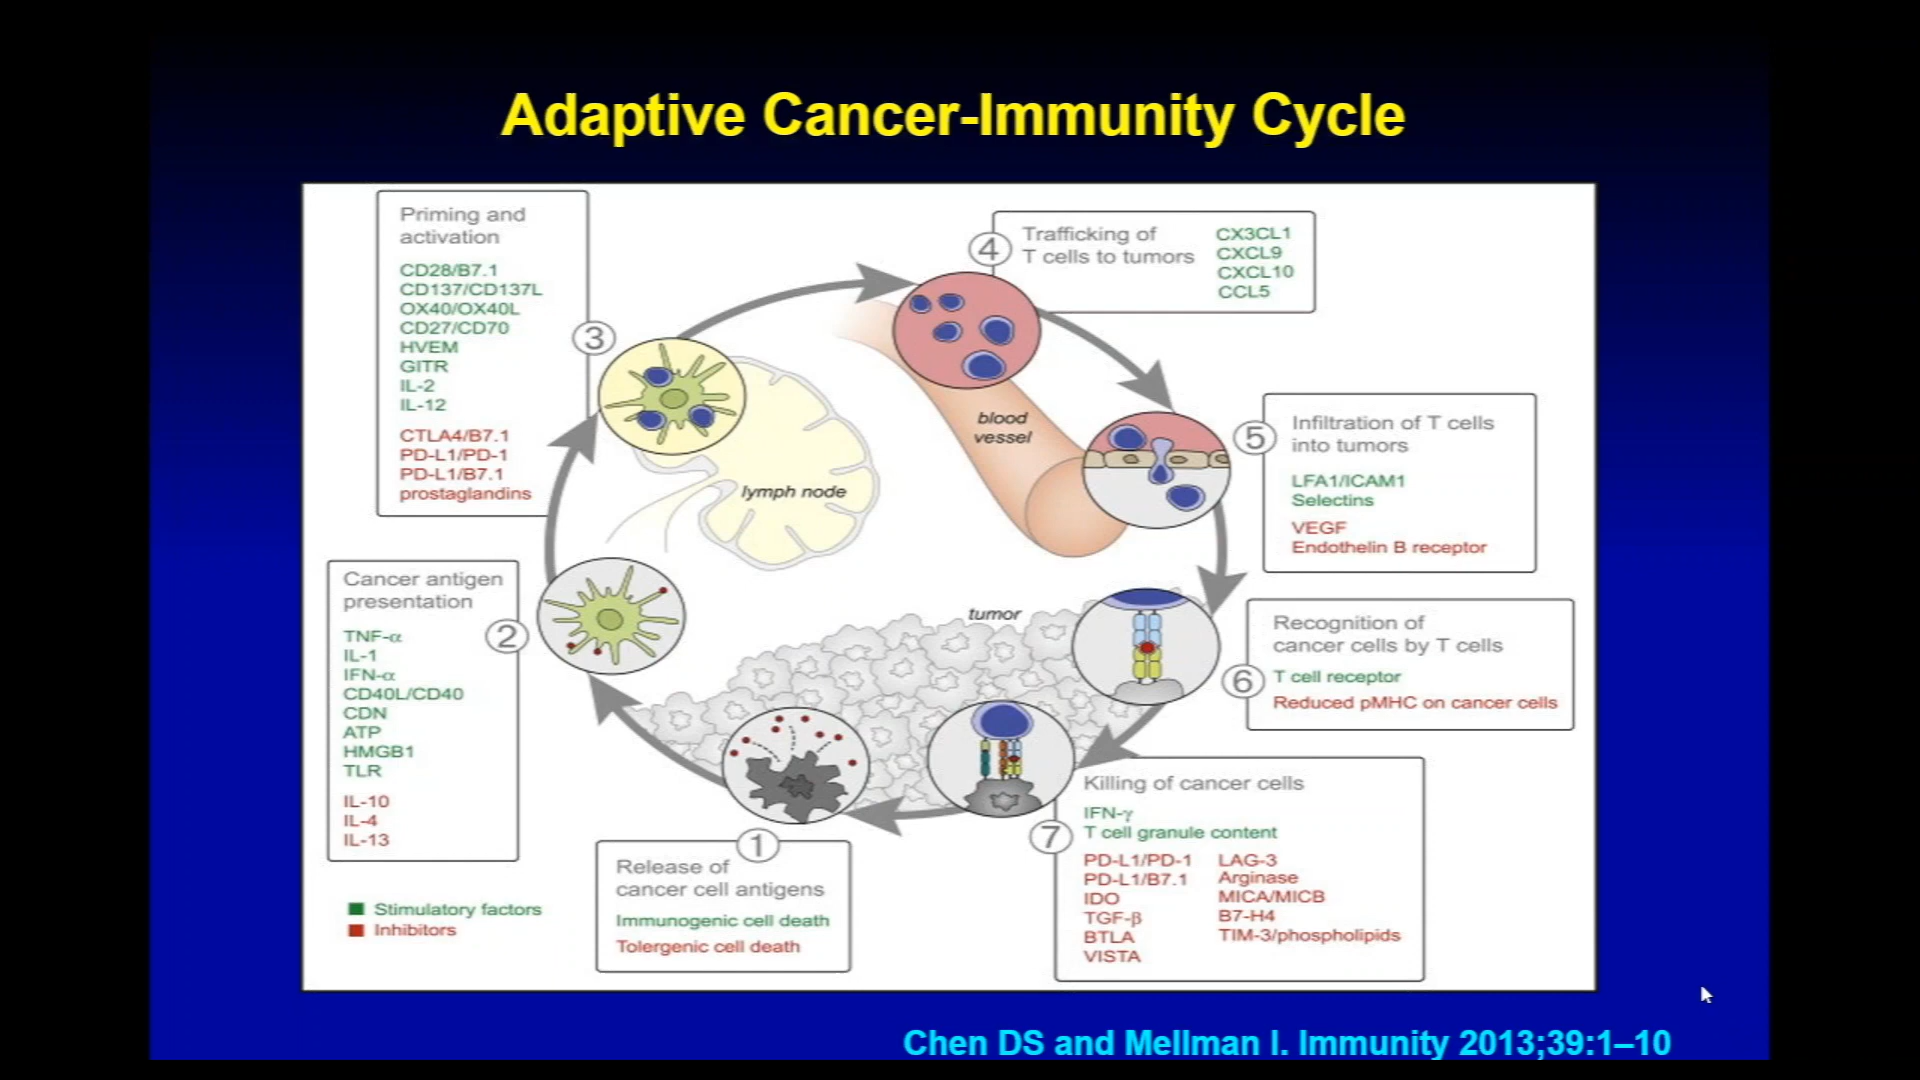 Adaptive Cancer-Immunity Cycle
Priming and
activation
CD28/B7.1
CD137/CD137L
OX40/OX40L
CD27/CD70
HVEM
GITR
IL-2
IL-12
CTLA4/B7.1
PD-L1/PD-1
PD-L1/B7.1
prostaglandins
3
4
Trafficking of
T cells to tumors
CX3CL1
CXCL9
CXCL10
CCL5
blood
vessel
lymph node
5
Infiltration of T cells
into tumors
LFA1/ICAM1
Selectins
VEGF
Endothelin B receptor
Cancer antigen
presentation
2
TNF-α
IL-1
IFN-α
CD40L/CD40
CDN
ATP
HMGB1
TLR
IL-10
IL-4
IL-13
tumor
6
Recognition of
cancer cells by T cells
T cell receptor
Reduced pMHC on cancer cells
7
Killing of cancer cells
IFN-γ
T cell granule content
PD-L1/PD-1 LAG-3
PD-L1/B7.1 Arginase
IDO MICA/MICB
TGF-β B7-H4
BTLA TIM-3/phospholipids
VISTA
1
Release of
cancer cell antigens
Immunogenic cell death
Tolergenic cell death
Stimulatory factors
Inhibitors
Chen DS and Mellman I. Immunity 2013;39:1–10